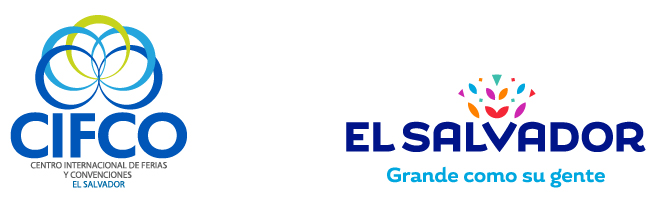 CIFCO
CENTRO INTERNACIONAL DE FERIAS
Y CONVENCIONES
EL SALVADOR
EL SALVADOR
Grande como su gente